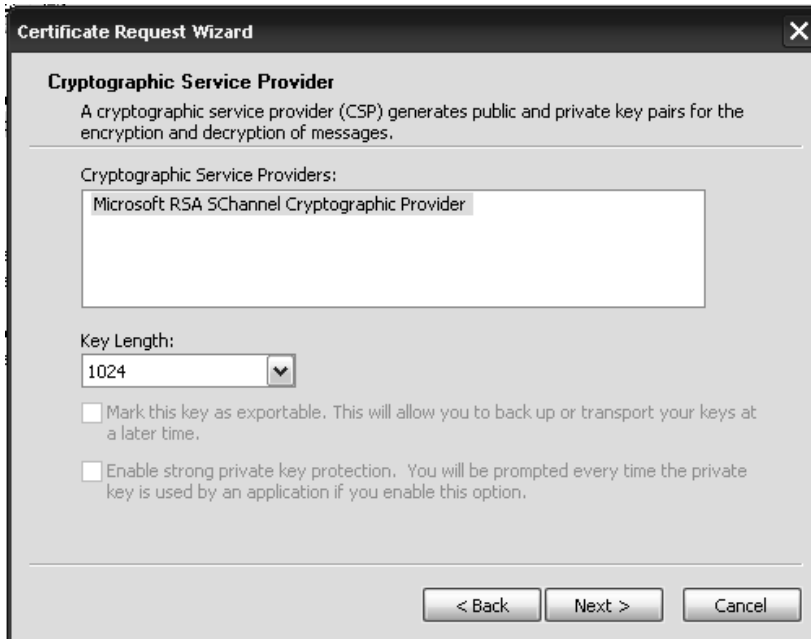 Certificate Request Wizard
Cryptographic Service Provider
A cryptographic service provider (CSP) generates public and private key pairs for the
encryption and decryption of messages.
Cryptographic Service Providers:
Microsoft RSA SChannel Cryptographic Provider
Key Length:
1024
Mark this key as exportable. This will allow you to back up or transport your keys at
a later time.
Enable strong private key protection.  You will be prompted every time the private
key is used by an application if you enable this option.
< Back
Next >
Cancel